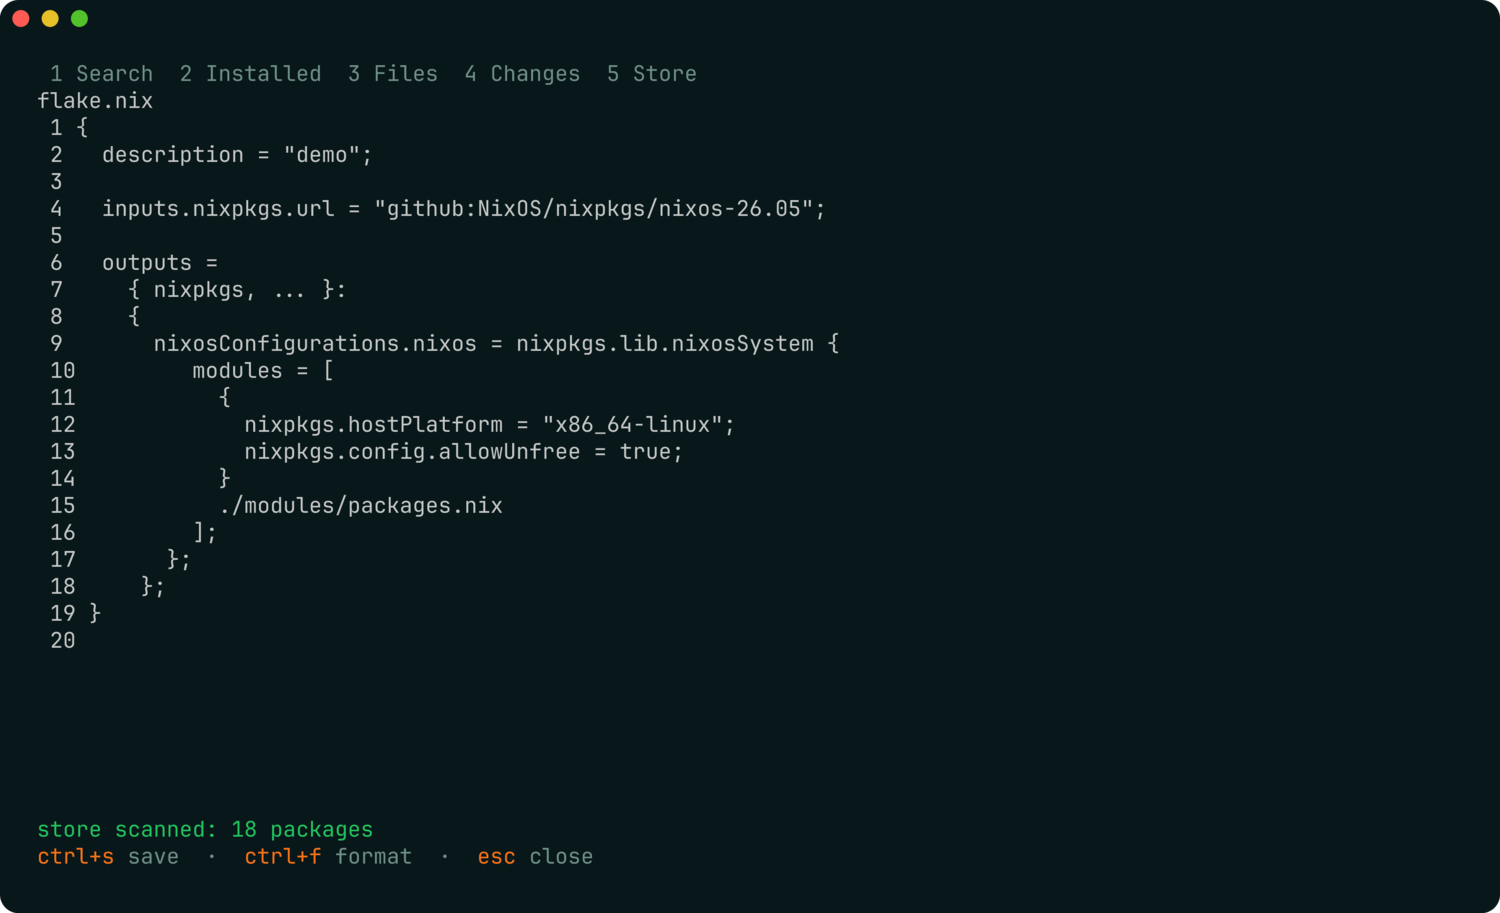 1 Search  2 Installed  3 Files  4 Changes  5 Store
flake.nix
1 {
2   description = "demo";
3
4   inputs.nixpkgs.url = "github:NixOS/nixpkgs/nixos-26.05";
5
6   outputs =
7     { nixpkgs, ... }:
8     {
9       nixosConfigurations.nixos = nixpkgs.lib.nixosSystem {
10         modules = [
11           {
12             nixpkgs.hostPlatform = "x86_64-linux";
13             nixpkgs.config.allowUnfree = true;
14           }
15           ./modules/packages.nix
16         ];
17       };
18     };
19 }
20
store scanned: 18 packages
ctrl+s save  ·  ctrl+f format  ·  esc close